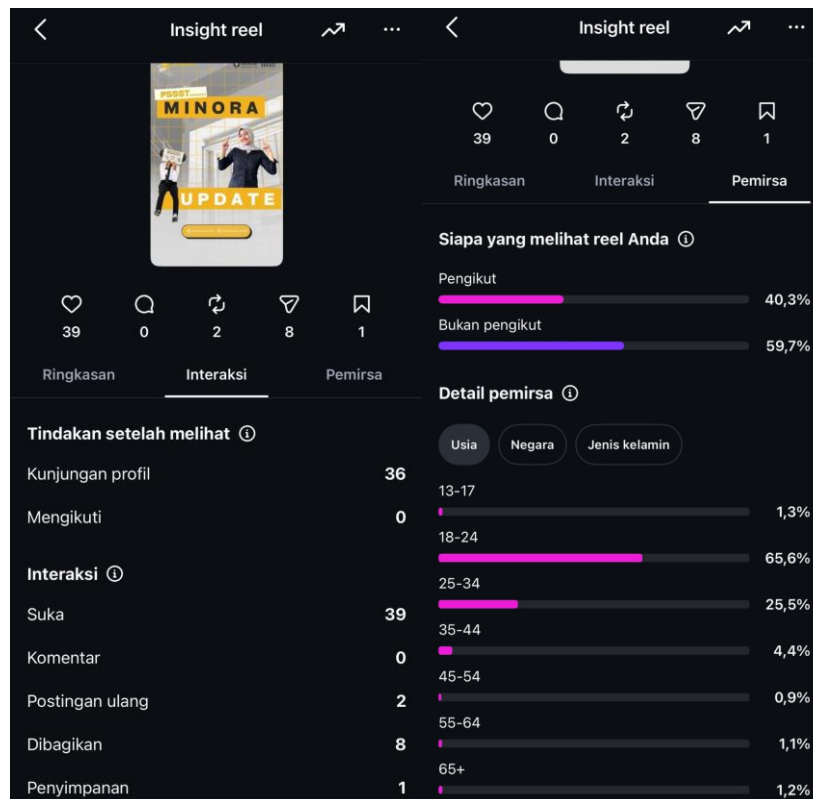 Insight reel
PSSST
MINORA
UPDATE
39
0
2
8
1
Ringkasan
Interaksi
Pemirsa
Tindakan setelah melihat
Kunjungan profil 36
Mengikuti 0
Interaksi
Suka 39
Komentar 0
Postingan ulang 2
Dibagikan 8
Penyimpanan 1
Insight reel
39
0
2
8
1
Ringkasan
Interaksi
Pemirsa
Siapa yang melihat reel Anda
Pengikut
40,3%
Bukan pengikut
59,7%
Detail pemirsa
Usia
Negara
Jenis kelamin
13-17
1,3%
18-24
65,6%
25-34
25,5%
35-44
4,4%
45-54
0,9%
55-64
1,1%
65+
1,2%